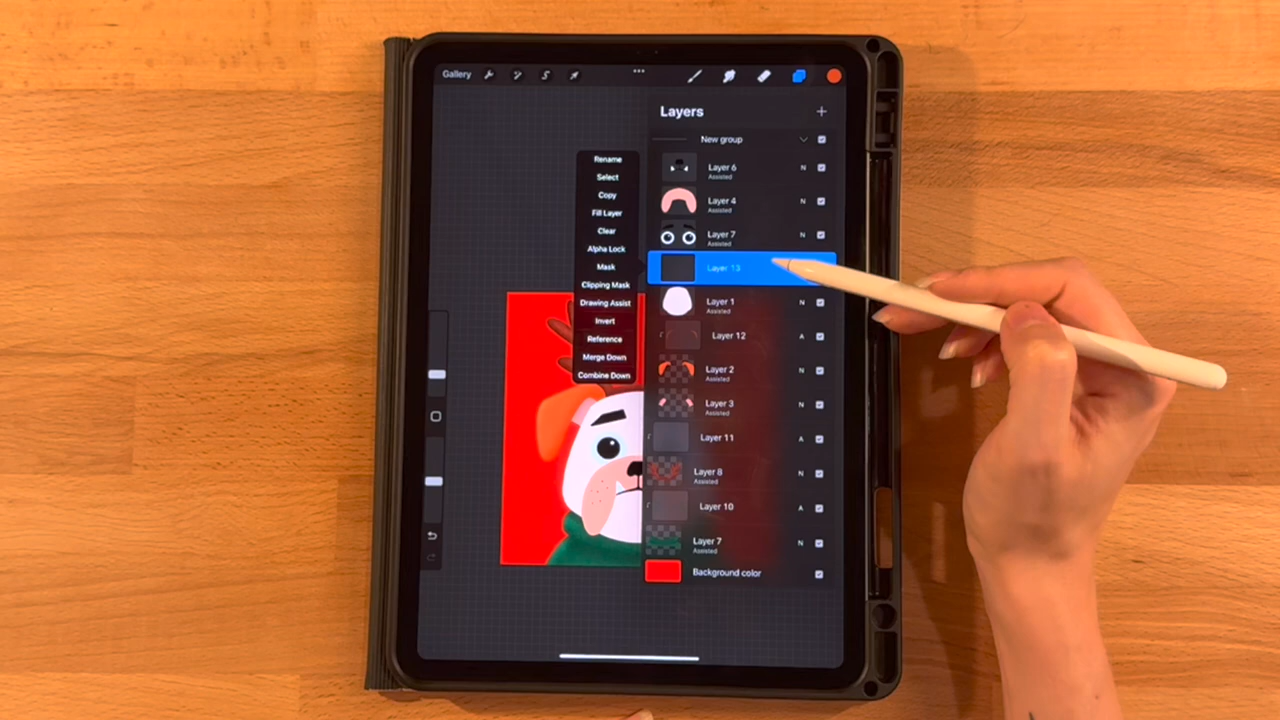 Gallery
Layers
New group
Rename
Select
Copy
Fill Layer
Clear
Alpha Lock
Mask
Clipping Mask
Drawing Assist
Invert
Reference
Merge Down
Combine Down
Layer 6 N
Assisted
Layer 4 N
Assisted
Layer 7 N
Assisted
Layer 13
Layer 1 N
Assisted
Layer 12 A
Layer 2 N
Assisted
Layer 3 N
Assisted
Layer 11 A
Layer 8 N
Assisted
Layer 10 A
Layer 7 N
Assisted
Background color